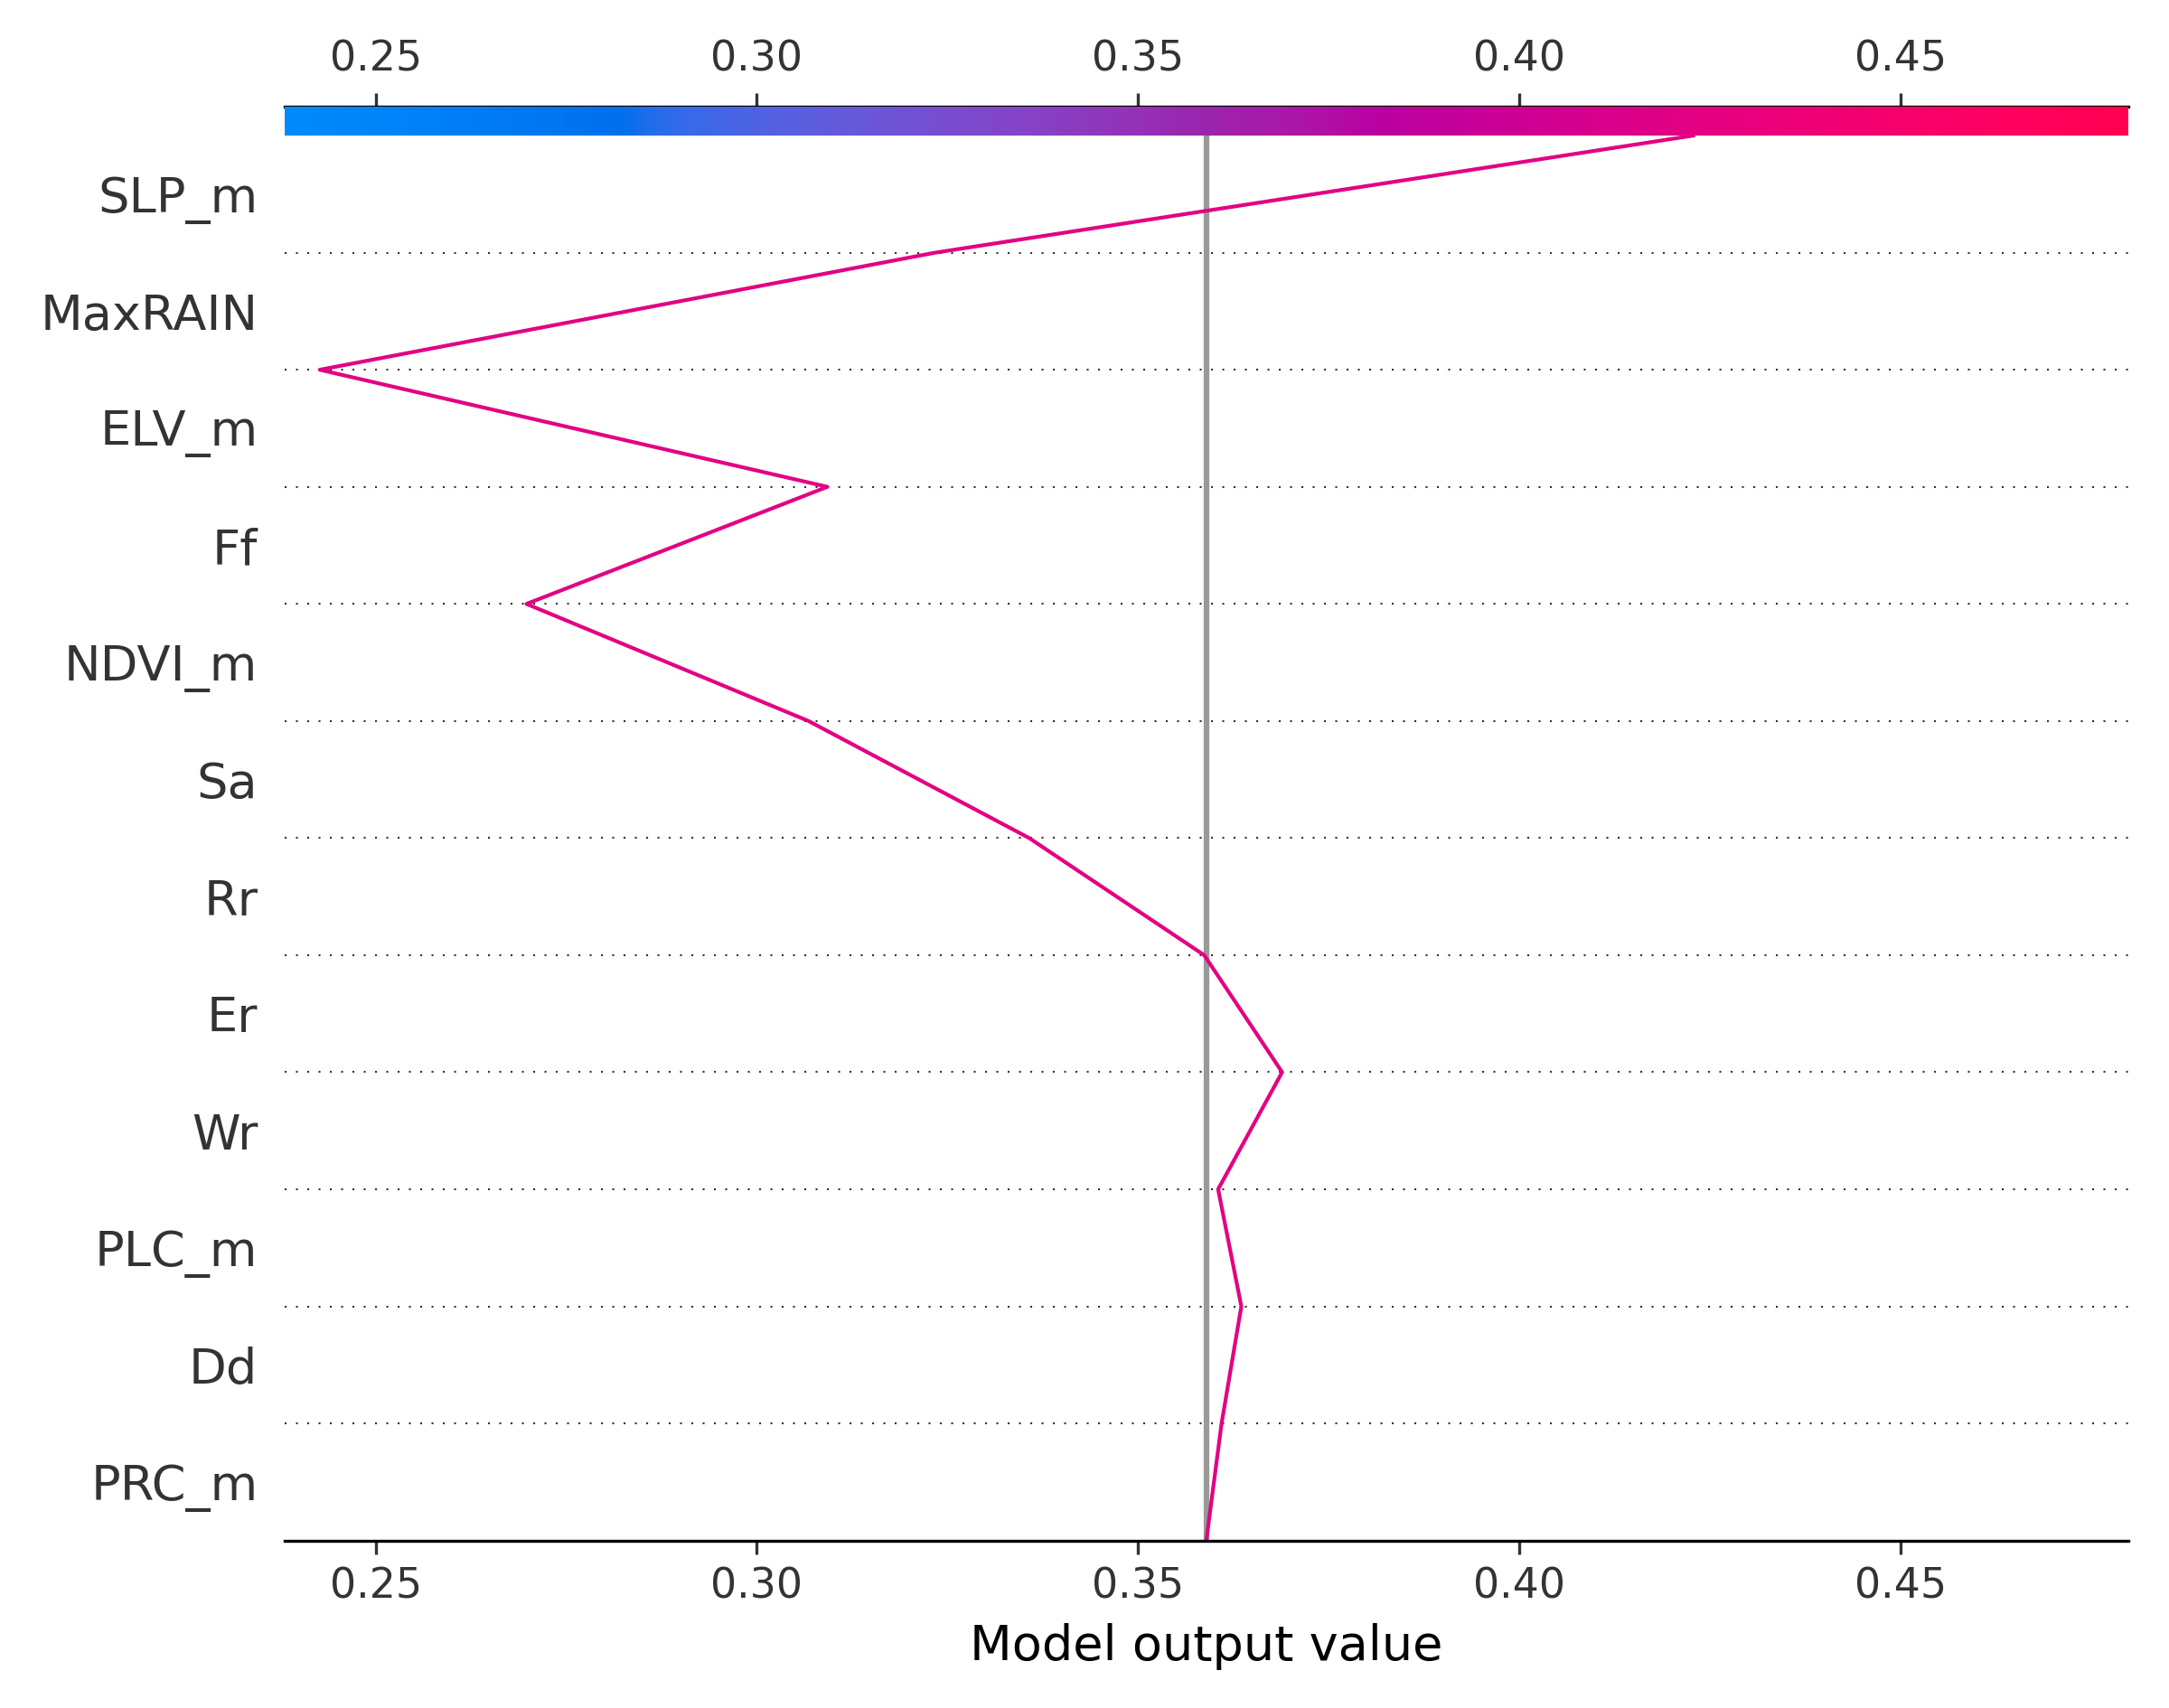 0.25 0.30 0.35 0.40 0.45
SLP_m
MaxRAIN
ELV_m
Ff
NDVI_m
Sa
Rr
Er
Wr
PLC_m
Dd
PRC_m
0.25 0.30 0.35 0.40 0.45
Model output value